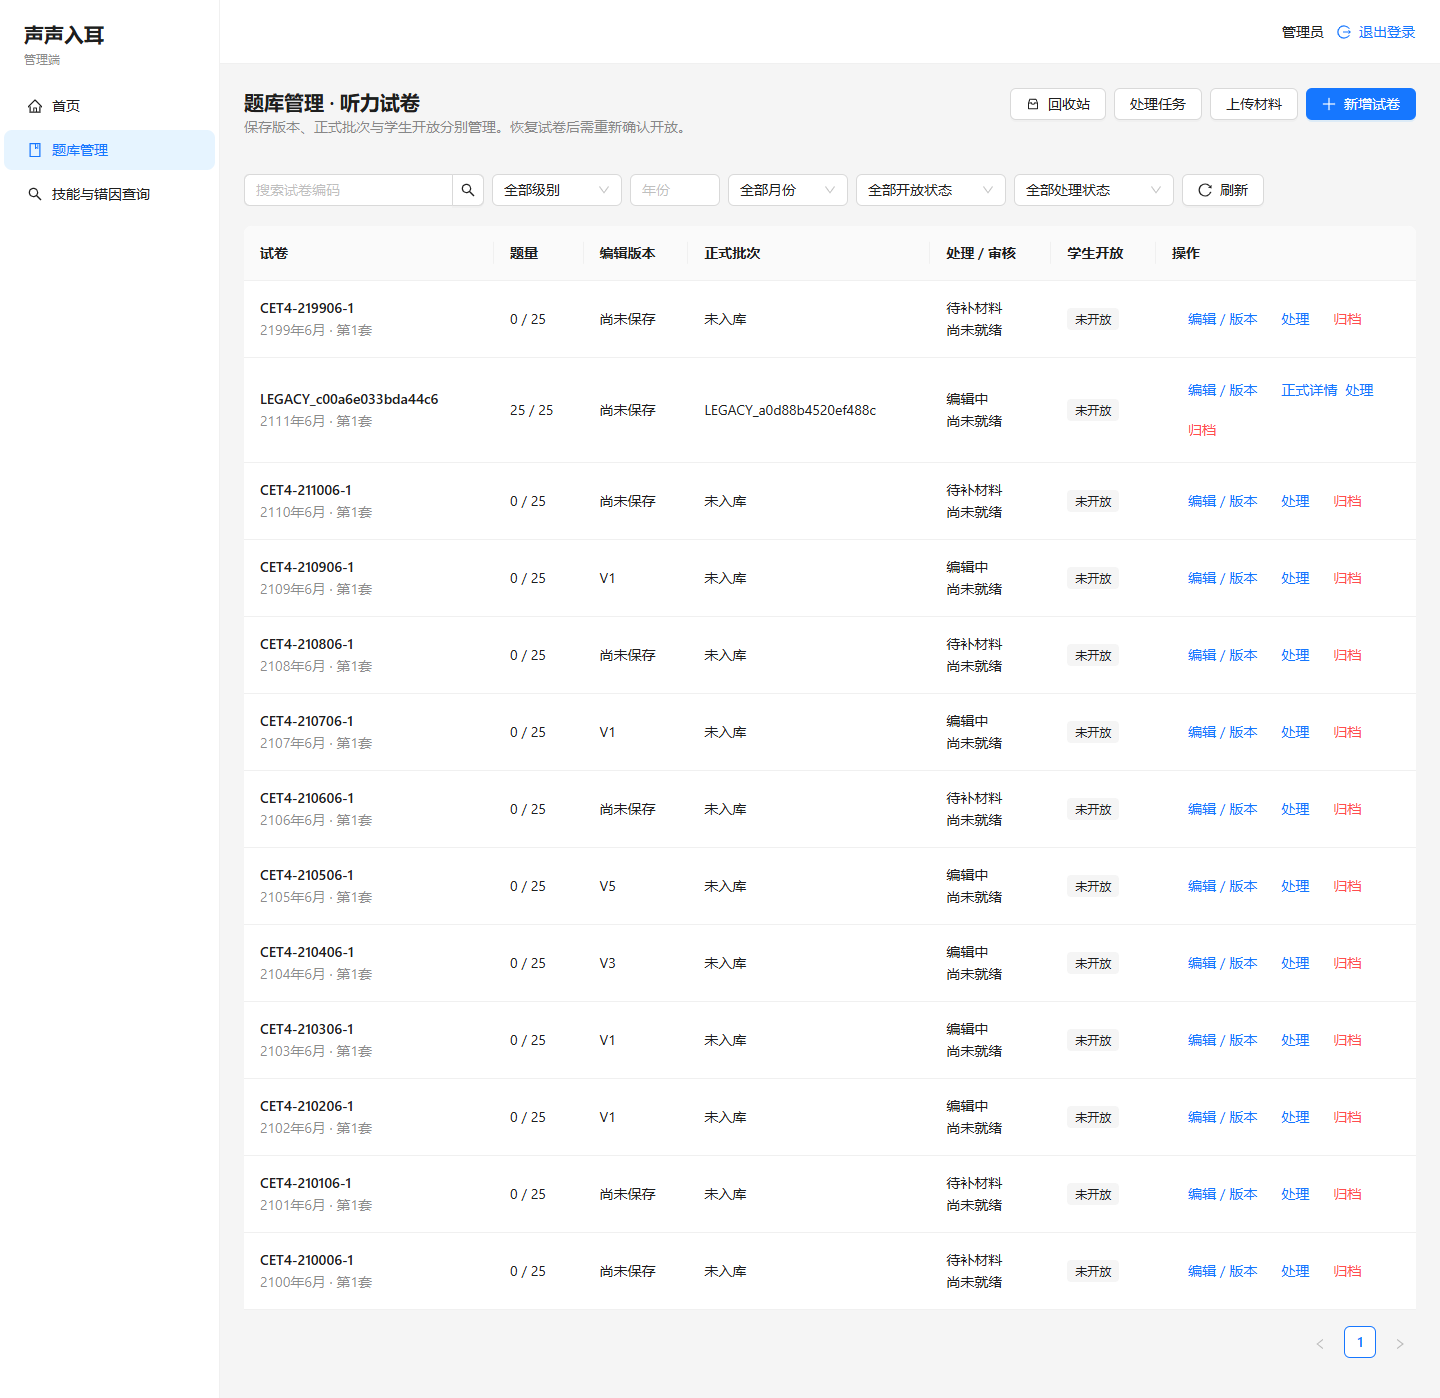 声声入耳
管理端
首页
题库管理
技能与错因查询
管理员 退出登录
题库管理 · 听力试卷
保存版本、正式批次与学生开放分别管理。恢复试卷后需重新确认开放。
回收站 处理任务 上传材料 新增试卷
搜索试卷编码 全部级别 年份 全部月份 全部开放状态 全部处理状态 刷新
试卷 题量 编辑版本 正式批次 处理 / 审核 学生开放 操作
CET4-219906-1
2199年6月 · 第1套
0 / 25 尚未保存 未入库
待补材料
尚未就绪
未开放 编辑 / 版本 处理 归档
LEGACY_c00a6e033bda44c6
2111年6月 · 第1套
25 / 25 尚未保存 LEGACY_a0d88b4520ef488c
编辑中
尚未就绪
未开放 编辑 / 版本 正式详情 处理
归档
CET4-211006-1
2110年6月 · 第1套
0 / 25 尚未保存 未入库
待补材料
尚未就绪
未开放 编辑 / 版本 处理 归档
CET4-210906-1
2109年6月 · 第1套
0 / 25 V1 未入库
编辑中
尚未就绪
未开放 编辑 / 版本 处理 归档
CET4-210806-1
2108年6月 · 第1套
0 / 25 尚未保存 未入库
待补材料
尚未就绪
未开放 编辑 / 版本 处理 归档
CET4-210706-1
2107年6月 · 第1套
0 / 25 V1 未入库
编辑中
尚未就绪
未开放 编辑 / 版本 处理 归档
CET4-210606-1
2106年6月 · 第1套
0 / 25 尚未保存 未入库
待补材料
尚未就绪
未开放 编辑 / 版本 处理 归档
CET4-210506-1
2105年6月 · 第1套
0 / 25 V5 未入库
编辑中
尚未就绪
未开放 编辑 / 版本 处理 归档
CET4-210406-1
2104年6月 · 第1套
0 / 25 V3 未入库
编辑中
尚未就绪
未开放 编辑 / 版本 处理 归档
CET4-210306-1
2103年6月 · 第1套
0 / 25 V1 未入库
编辑中
尚未就绪
未开放 编辑 / 版本 处理 归档
CET4-210206-1
2102年6月 · 第1套
0 / 25 V1 未入库
编辑中
尚未就绪
未开放 编辑 / 版本 处理 归档
CET4-210106-1
2101年6月 · 第1套
0 / 25 尚未保存 未入库
待补材料
尚未就绪
未开放 编辑 / 版本 处理 归档
CET4-210006-1
2100年6月 · 第1套
0 / 25 尚未保存 未入库
待补材料
尚未就绪
未开放 编辑 / 版本 处理 归档
1